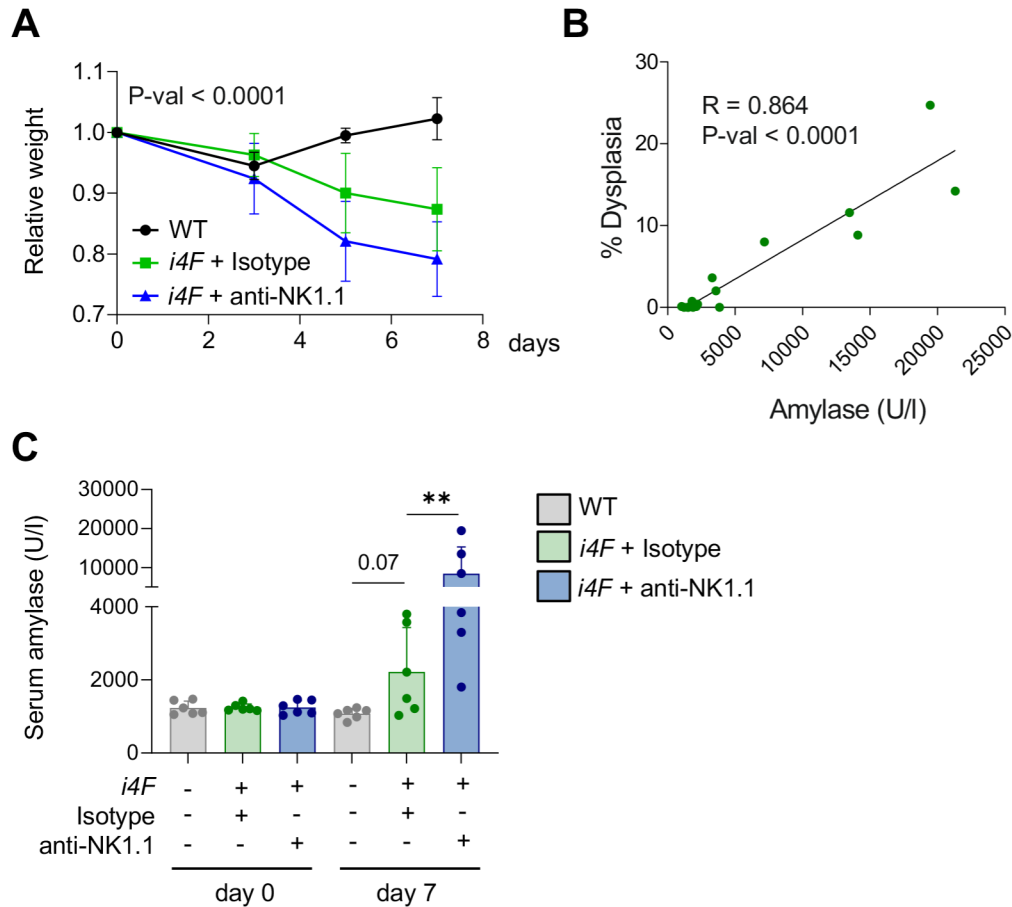 A
1.1
1.0
0.9
0.8
0.7
Relative weight
P-val < 0.0001
WT
i4F + Isotype
i4F + anti-NK1.1
0 2 4 6 8 days
B
30
20
10
0
% Dysplasia
R = 0.864
P-val < 0.0001
0 5000 10000 15000 20000 25000
Amylase (U/l)
C
30000
20000
10000
4000
2000
0
Serum amylase (U/l)
0.07
**
WT
i4F + Isotype
i4F + anti-NK1.1
i4F - + + - + +
Isotype - + - - + -
anti-NK1.1 - - + - - +
day 0 day 7